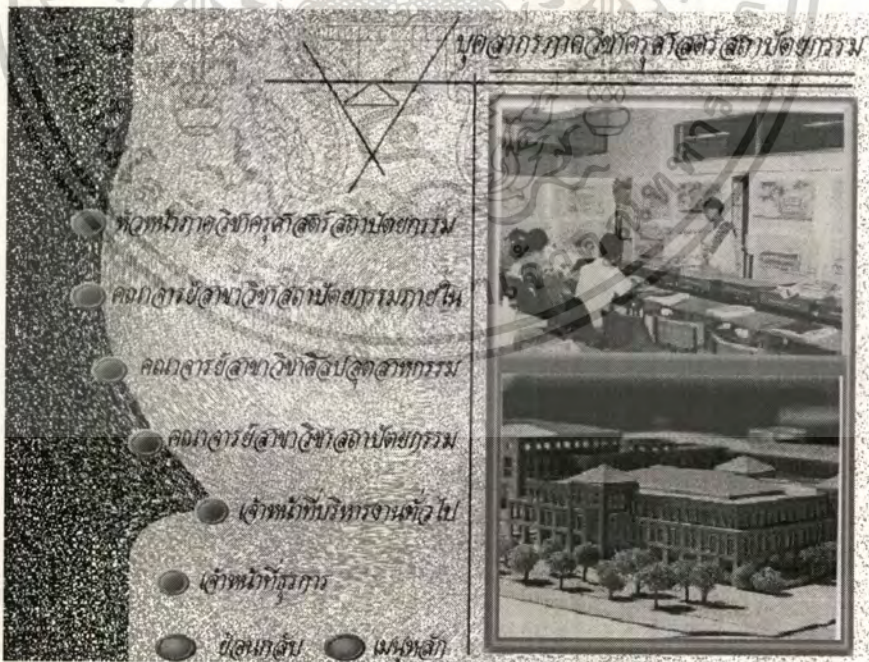 บุคลากรภาควิชาครุศาสตร์สถาปัตยกรรม
หัวหน้าภาควิชาครุศาสตร์สถาปัตยกรรม
คณาจารย์สาขาวิชาสถาปัตยกรรมภายใน
คณาจารย์สาขาวิชาศิลปอุตสาหกรรม
คณาจารย์สาขาวิชาสถาปัตยกรรม
เจ้าหน้าที่บริหารงานทั่วไป
เจ้าหน้าที่ธุรการ
ย้อนกลับ เมนูหลัก